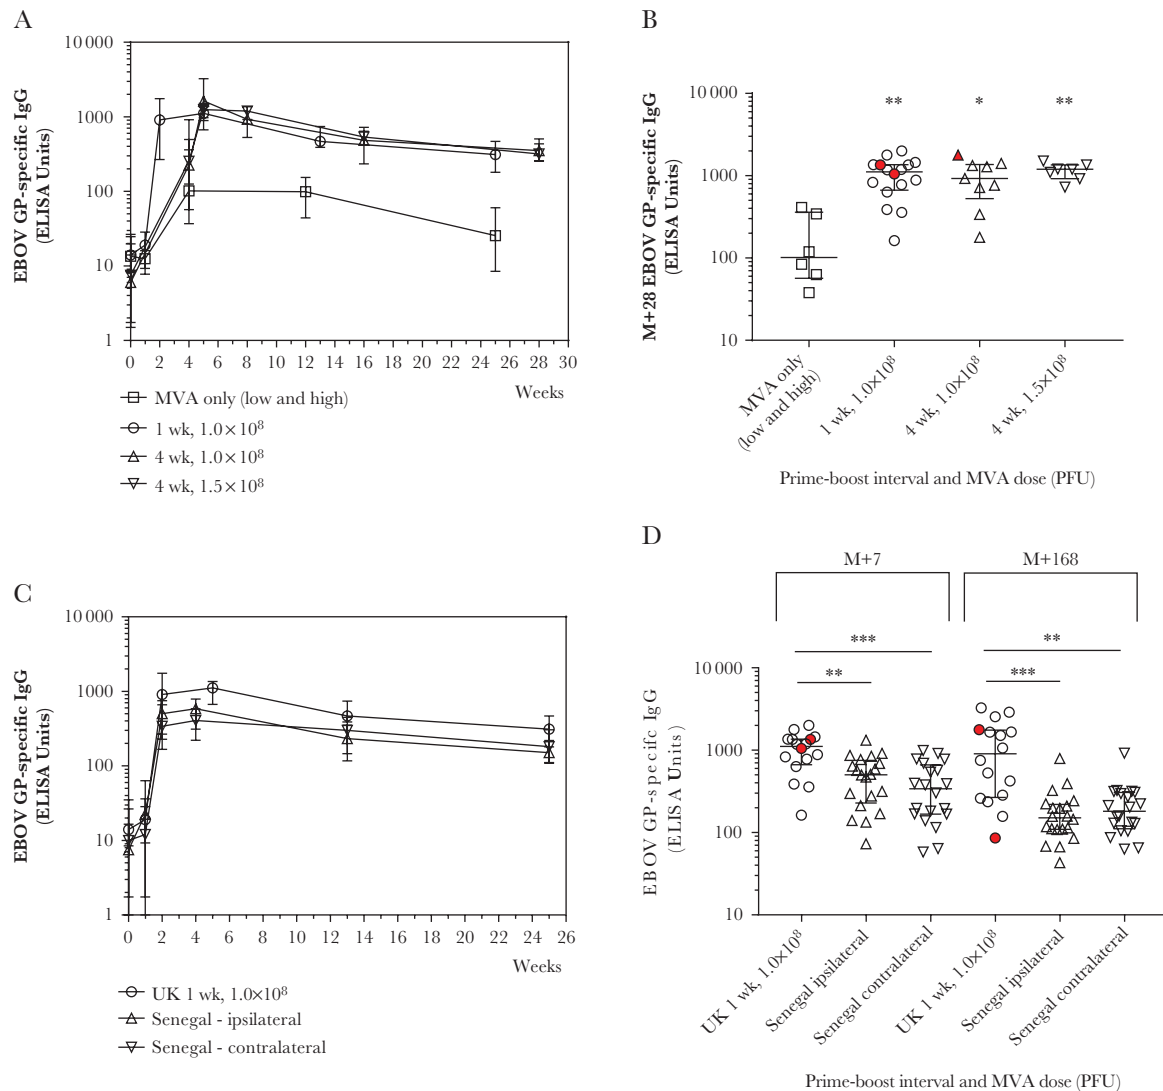 A
EBOV GP-specific IgG
(ELISA Units)
10 000
1000
100
10
1
0 2 4 6 8 10 12 14 16 18 20 22 24 26 28 30
Weeks
MVA only (low and high)
1 wk, 1.0×10⁸
4 wk, 1.0×10⁸
4 wk, 1.5×10⁸
B
M+28 EBOV GP-specific IgG
(ELISA Units)
10 000
1000
100
10
** * **
MVA only
(low and high)
1 wk, 1.0×10⁸
4 wk, 1.0×10⁸
4 wk, 1.5×10⁸
Prime-boost interval and MVA dose (PFU)
C
EBOV GP-specific IgG
(ELISA Units)
10 000
1000
100
10
1
0 2 4 6 8 10 12 14 16 18 20 22 24 26
Weeks
UK 1 wk, 1.0×10⁸
Senegal - ipsilateral
Senegal - contralateral
D
M+7 M+168
*** **
** ***
EBOV GP-specifc IgG
(ELISA Units)
10 000
1000
100
10
UK 1 wk, 1.0×10⁸
Senegal ipsilateral
Senegal contralateral
UK 1 wk, 1.0×10⁸
Senegal ipsilateral
Senegal contralateral
Prime-boost interval and MVA dose (PFU)